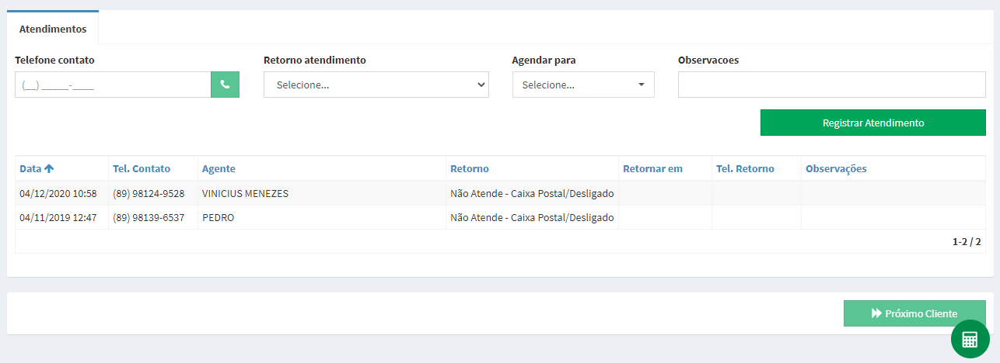 Atendimentos
Telefone contato Retorno atendimento Agendar para Observacoes
(__) _____-____ Selecione... Selecione...
Registrar Atendimento
Data Tel. Contato Agente Retorno Retornar em Tel. Retorno Observações
04/12/2020 10:58 (89) 98124-9528 VINICIUS MENEZES Não Atende - Caixa Postal/Desligado
04/11/2019 12:47 (89) 98139-6537 PEDRO Não Atende - Caixa Postal/Desligado
1-2 / 2
Próximo Cliente